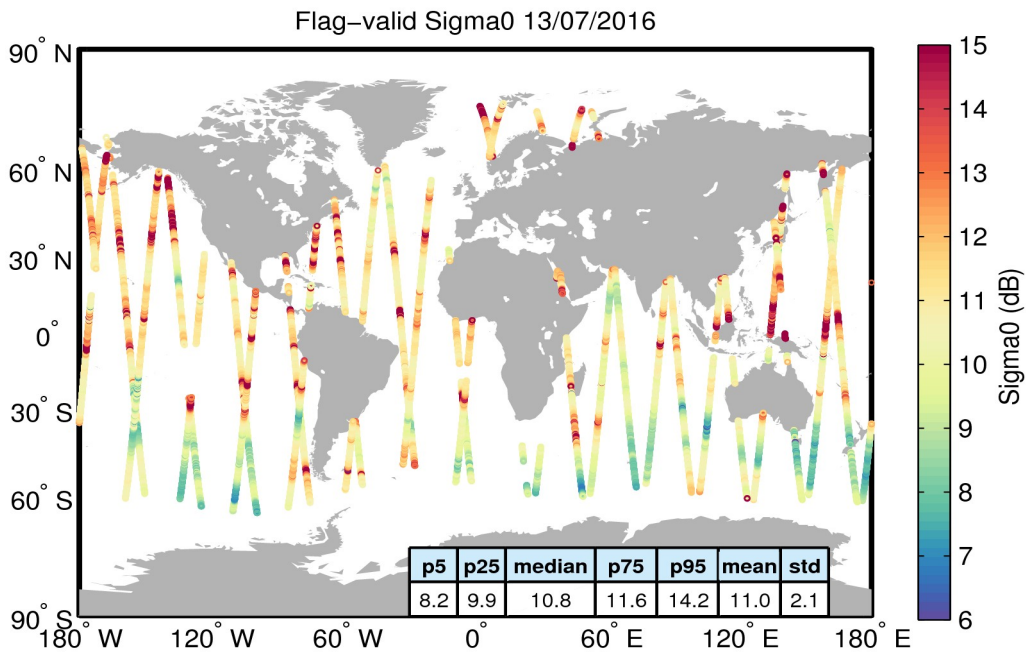 Flag−valid Sigma0 13/07/2016
90° N
60° N
30° N
0°
30° S
60° S
90° S
180° W
120° W
60° W
0°
60° E
120° E
180° E
15
14
13
12
11
10
9
8
7
6
Sigma0 (dB)
p5 p25 median p75 p95 mean std
8.2 9.9 10.8 11.6 14.2 11.0 2.1